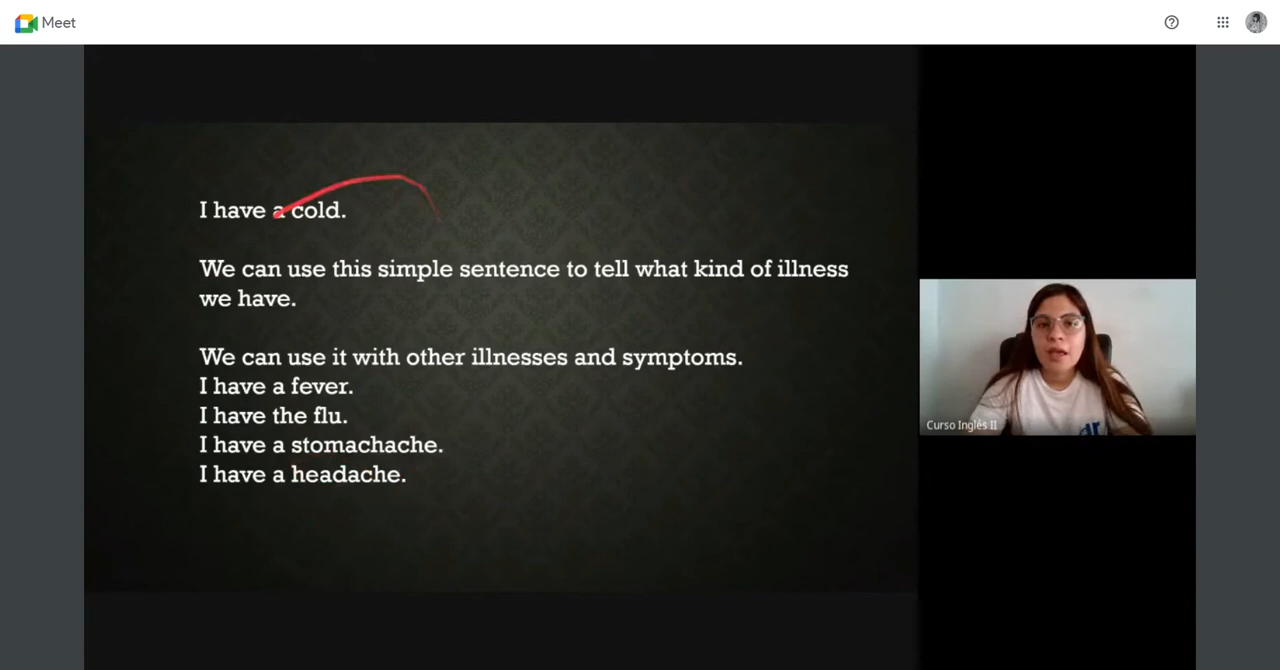 Meet
I have a cold.
We can use this simple sentence to tell what kind of illness
we have.
We can use it with other illnesses and symptoms.
I have a fever.
I have the flu.
I have a stomachache.
I have a headache.
Curso Inglés II